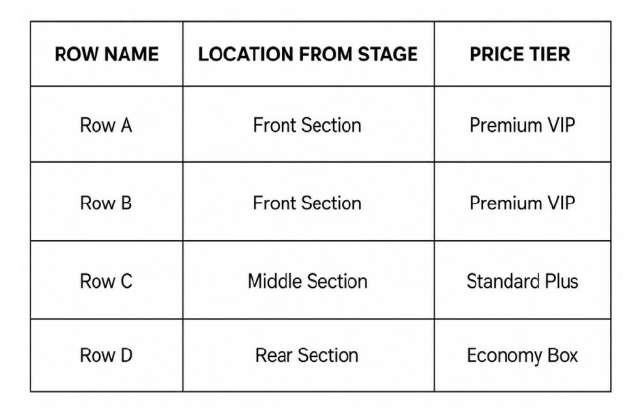 ROW NAME LOCATION FROM STAGE PRICE TIER
Row A Front Section Premium VIP
Row B Front Section Premium VIP
Row C Middle Section Standard Plus
Row D Rear Section Economy Box